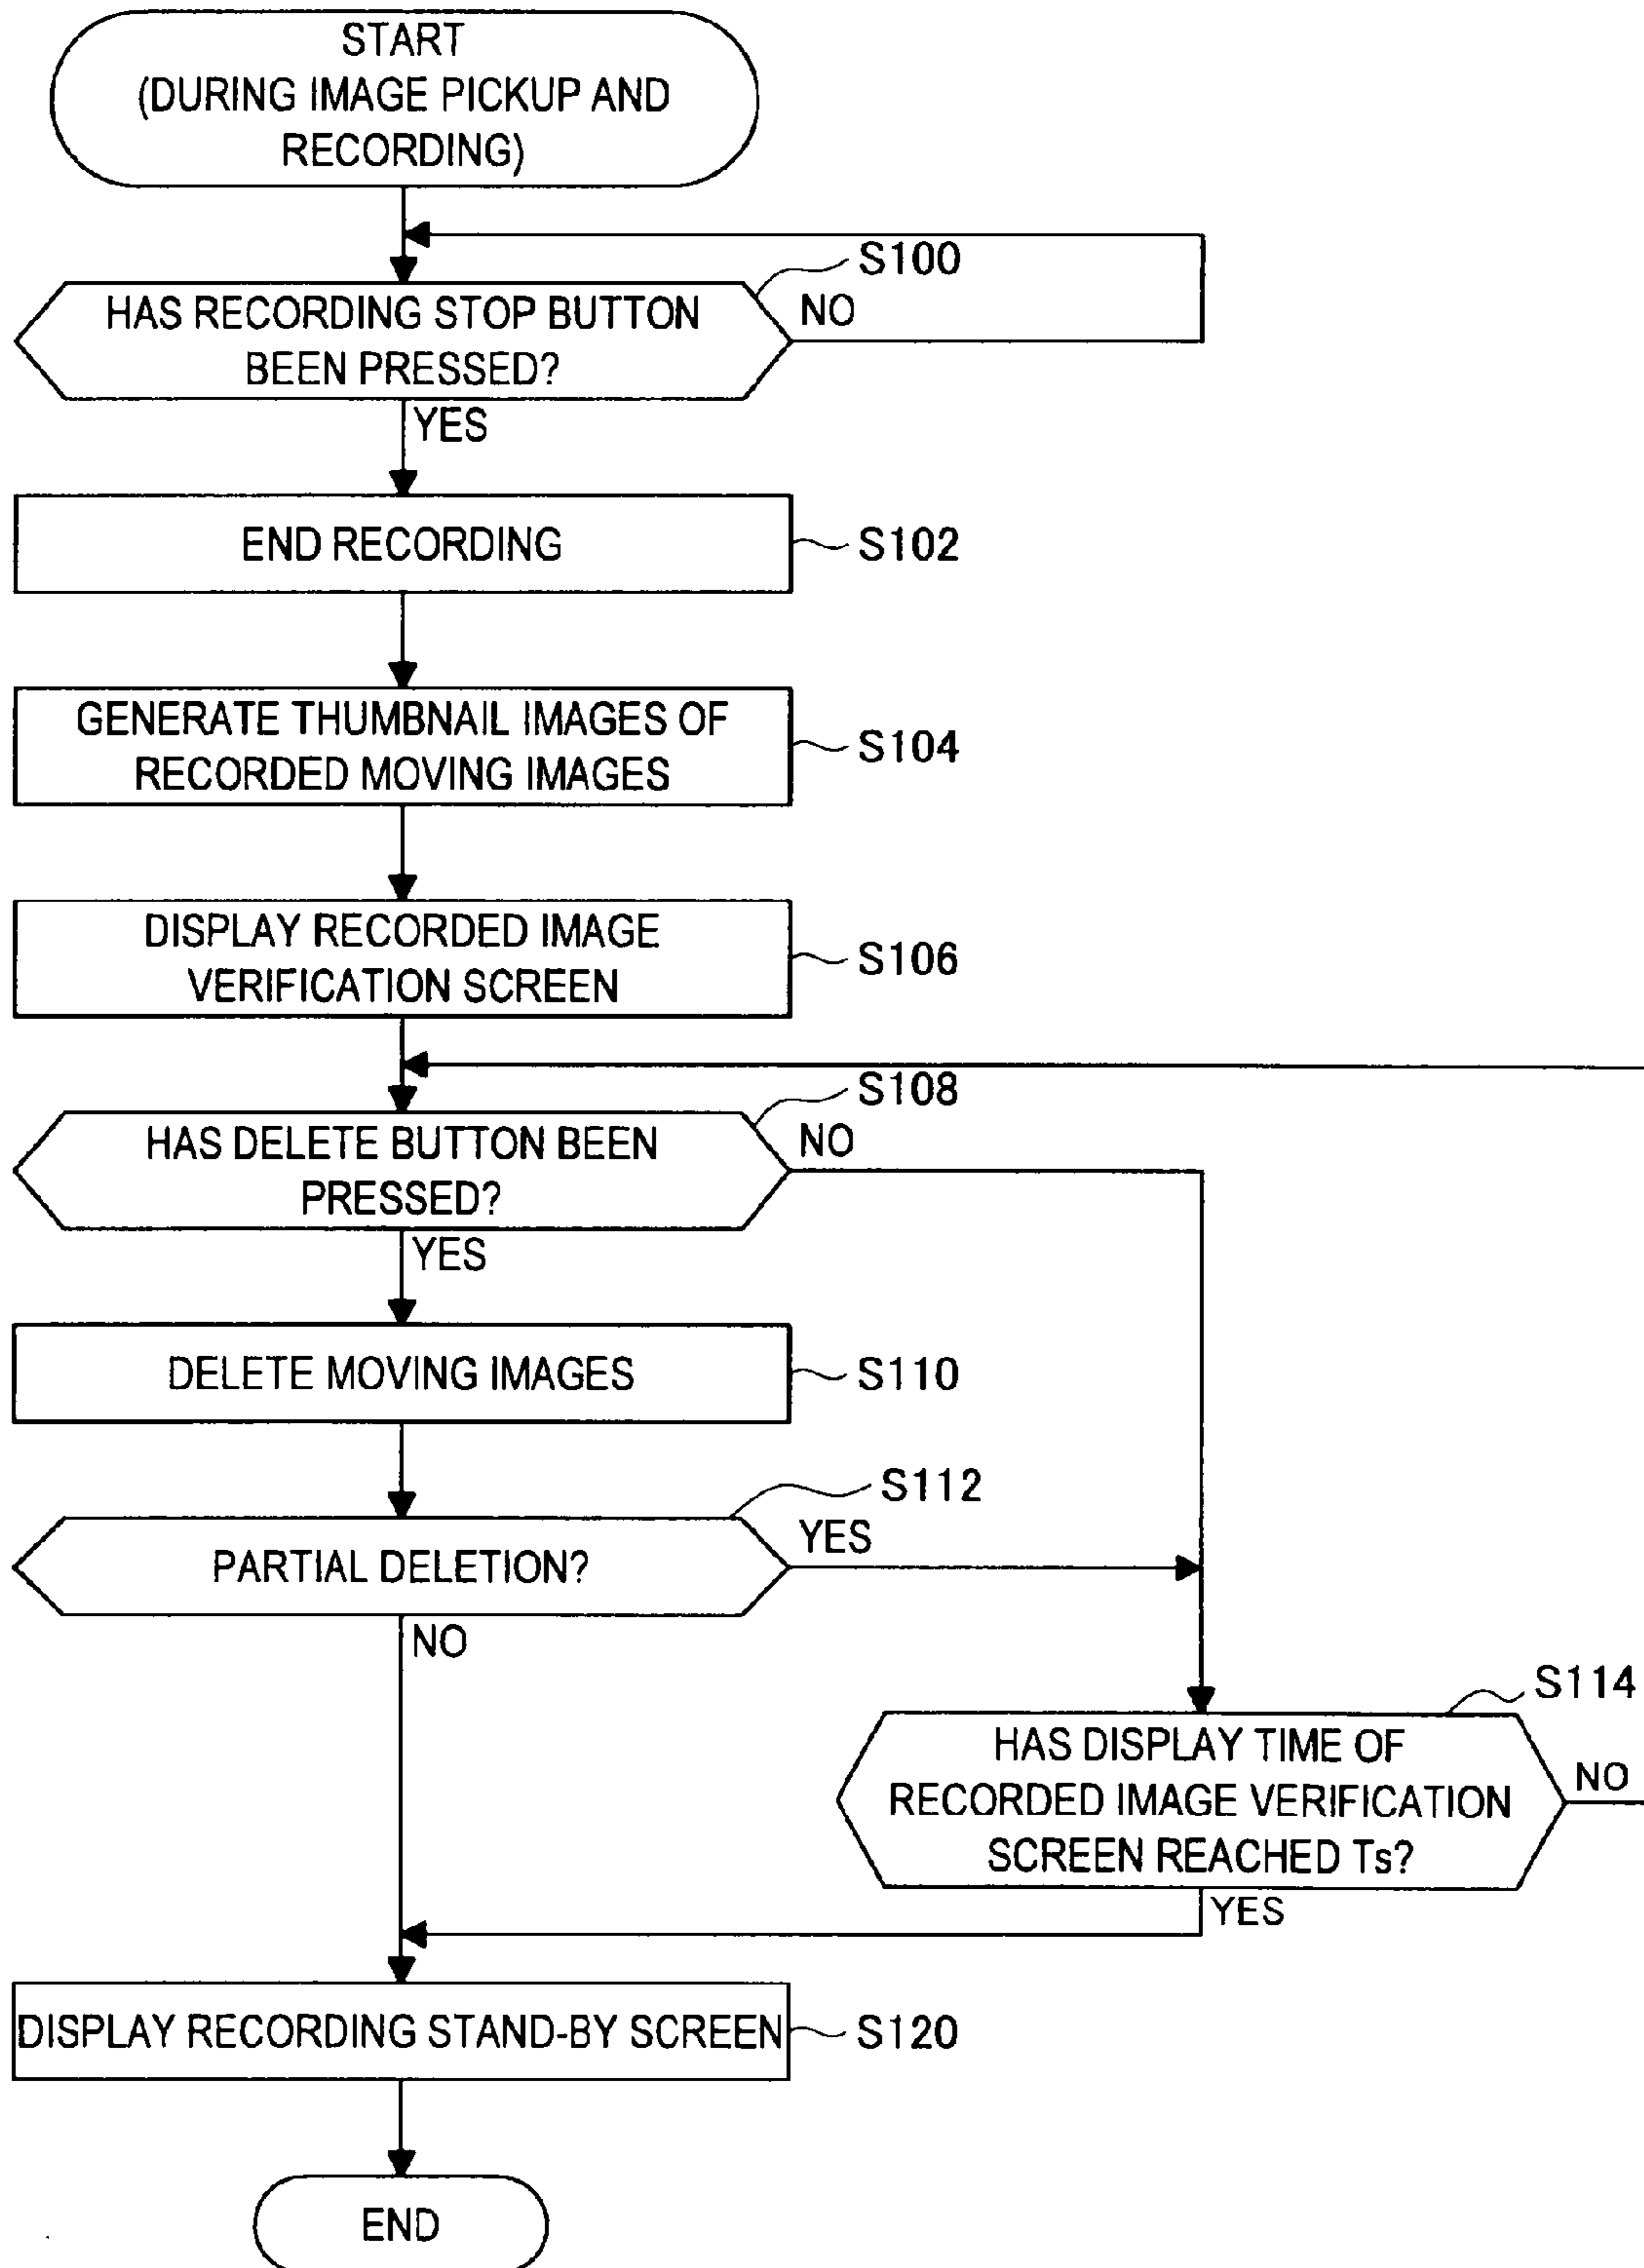 START
(DURING IMAGE PICKUP AND
RECORDING)
S100
HAS RECORDING STOP BUTTON
BEEN PRESSED?
NO
YES
END RECORDING
S102
GENERATE THUMBNAIL IMAGES OF
RECORDED MOVING IMAGES
S104
DISPLAY RECORDED IMAGE
VERIFICATION SCREEN
S106
S108
HAS DELETE BUTTON BEEN
PRESSED?
NO
YES
DELETE MOVING IMAGES
S110
S112
PARTIAL DELETION?
YES
NO
S114
HAS DISPLAY TIME OF
RECORDED IMAGE VERIFICATION
SCREEN REACHED Ts?
NO
YES
DISPLAY RECORDING STAND-BY SCREEN
S120
END